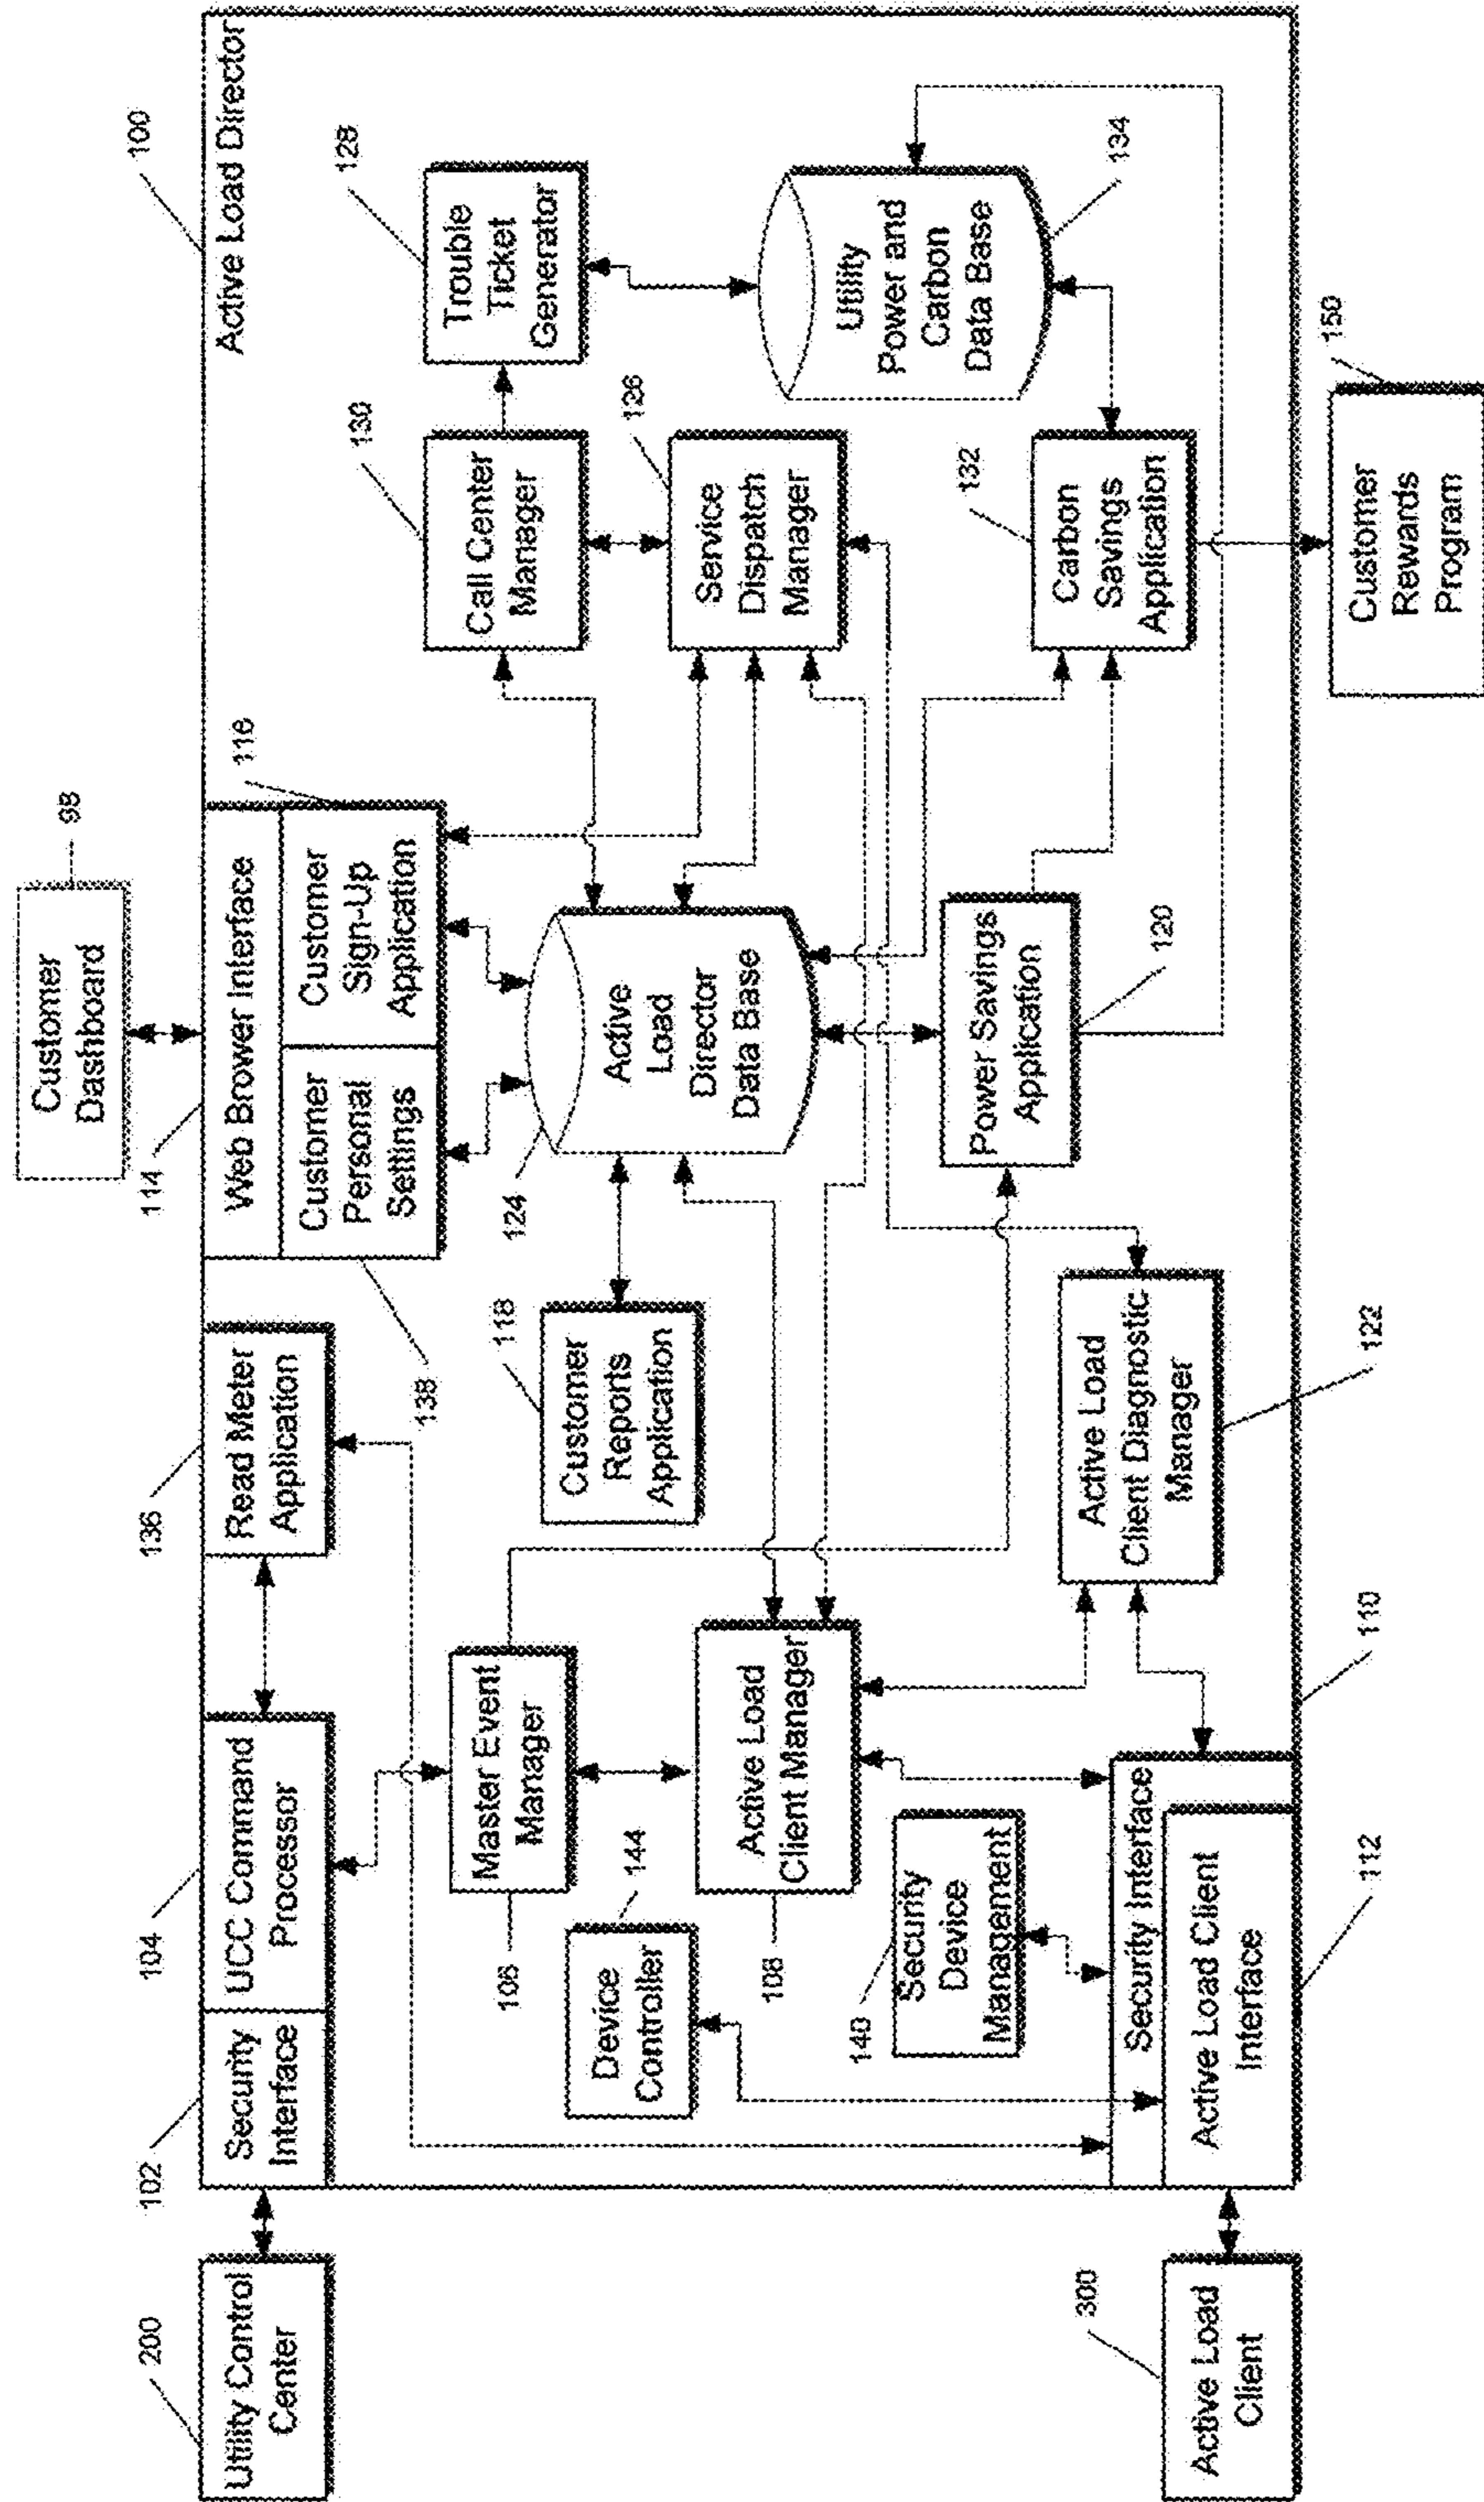 Customer
Dashboard
98
114
100
Active Load Director
200
Utility Control
Center
102
Security
Interface
104
UCC Command
Processor
136
Read Meter
Application
Web Brower Interface
Customer
Personal
Settings
Customer
Sign-Up
Application
116
138
130
Call Center
Manager
128
Trouble
Ticket
Generator
106
Master Event
Manager
144
Device
Controller
118
Customer
Reports
Application
124
Active
Load
Director
Data Base
126
Service
Dispatch
Manager
Utility
Power and
Carbon
Data Base
134
108
Active Load
Client Manager
140
Security
Device
Management
Power Savings
Application
120
132
Carbon
Savings
Application
Active Load
Client Diagnostic
Manager
122
Security Interface
110
Active Load Client
Interface
112
300
Active Load
Client
150
Customer
Rewards
Program